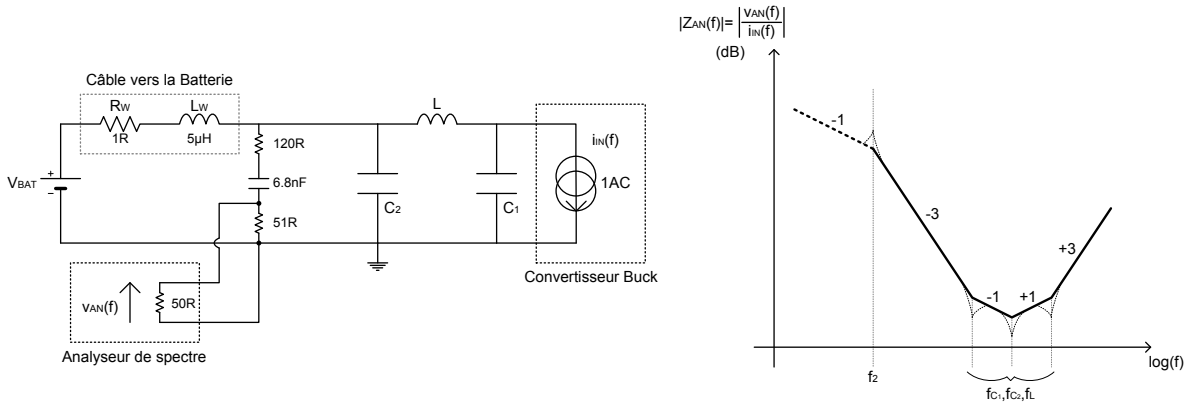 Câble vers la Batterie
RW
LW
1R
5µH
L
120R
iIN(f)
6.8nF
1AC
VBAT
+
−
C2
C1
51R
vAN(f)
50R
Convertisseur Buck
Analyseur de spectre
|ZAN(f)|= |vAN(f)/iIN(f)|
(dB)
-1
-3
-1
+1
+3
log(f)
f2
fC1,fC2,fL